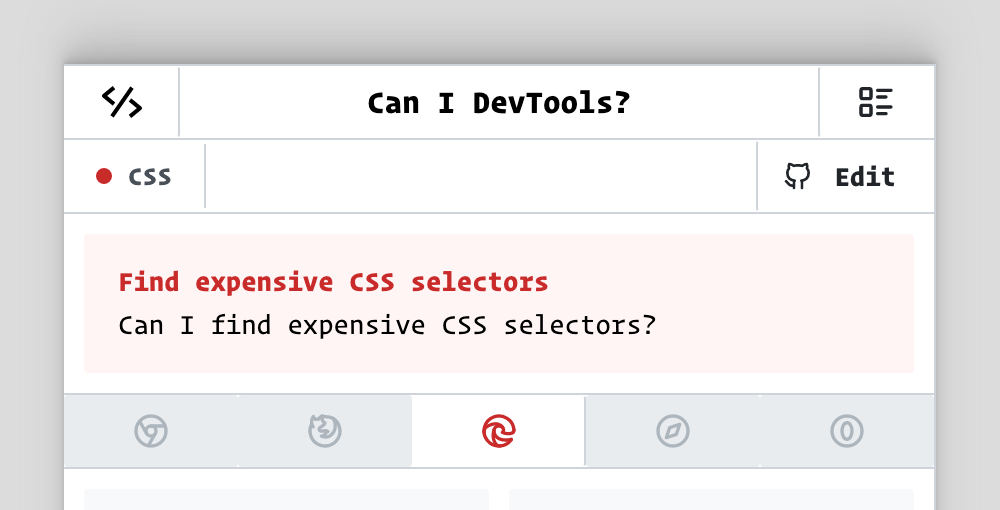 Can I DevTools?
CSS
Edit
Find expensive CSS selectors
Can I find expensive CSS selectors?